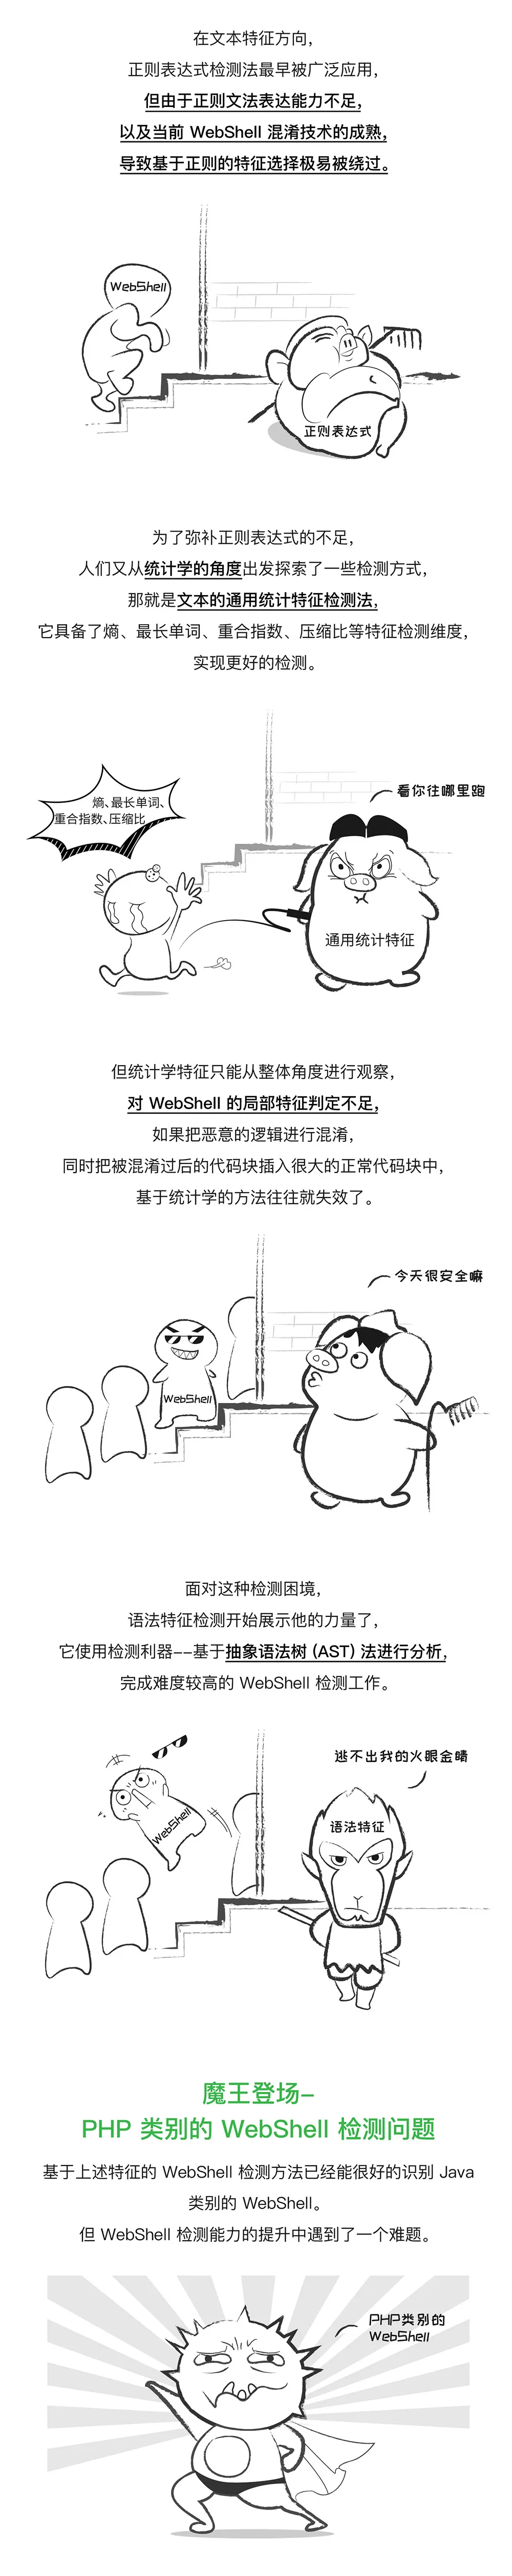 在文本特征方向，
正则表达式检测法最早被广泛应用，
但由于正则文法表达能力不足，
以及当前 WebShell 混淆技术的成熟，
导致基于正则的特征选择极易被绕过。
WebShell
正则表达式
为了弥补正则表达式的不足，
人们又从统计学的角度出发探索了一些检测方式，
那就是文本的通用统计特征检测法，
它具备了熵、最长单词、重合指数、压缩比等特征检测维度，
实现更好的检测。
看你往哪里跑
熵、最长单词、
重合指数、压缩比
通用统计特征
但统计学特征只能从整体角度进行观察，
对 WebShell 的局部特征判定不足，
如果把恶意的逻辑进行混淆，
同时把被混淆过后的代码块插入很大的正常代码块中，
基于统计学的方法往往就失效了。
今天很安全嘛
WebShell
面对这种检测困境，
语法特征检测开始展示他的力量了，
它使用检测利器--基于抽象语法树（AST）法进行分析，
完成难度较高的 WebShell 检测工作。
逃不出我的火眼金睛
语法特征
WebShell
魔王登场-
PHP 类别的 WebShell 检测问题
基于上述特征的 WebShell 检测方法已经能很好的识别 Java
类别的 WebShell。
但 WebShell 检测能力的提升中遇到了一个难题。
PHP类别的
WebShell